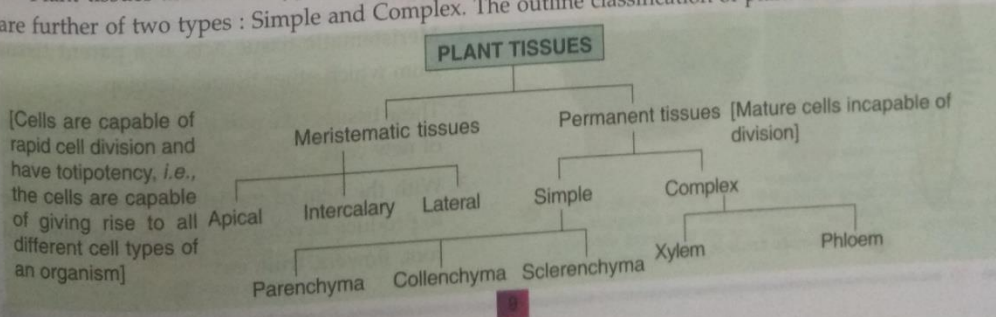 are further of two types : Simple and Complex. The outline
PLANT TISSUES
[Cells are capable of
rapid cell division and
have totipotency, i.e.,
the cells are capable
of giving rise to all
different cell types of
an organism]
Meristematic tissues
Permanent tissues [Mature cells incapable of
division]
Apical
Intercalary
Lateral
Simple
Complex
Parenchyma
Collenchyma
Sclerenchyma
Xylem
Phloem
9